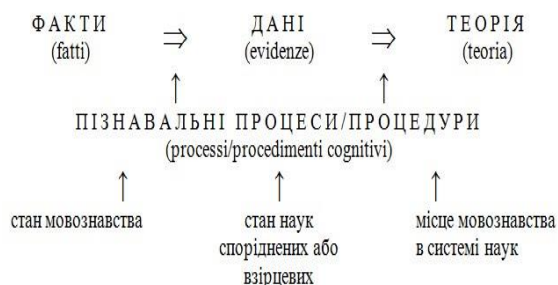 ФАКТИ ⇒ ДАНІ ⇒ ТЕОРІЯ
(fatti) (evidenze) (teoria)
ПІЗНАВАЛЬНІ ПРОЦЕСИ/ПРОЦЕДУРИ
(processi/procedimenti cognitivi)
стан мовознавства стан наук місце мовознавства
споріднених або в системі наук
взірцевих